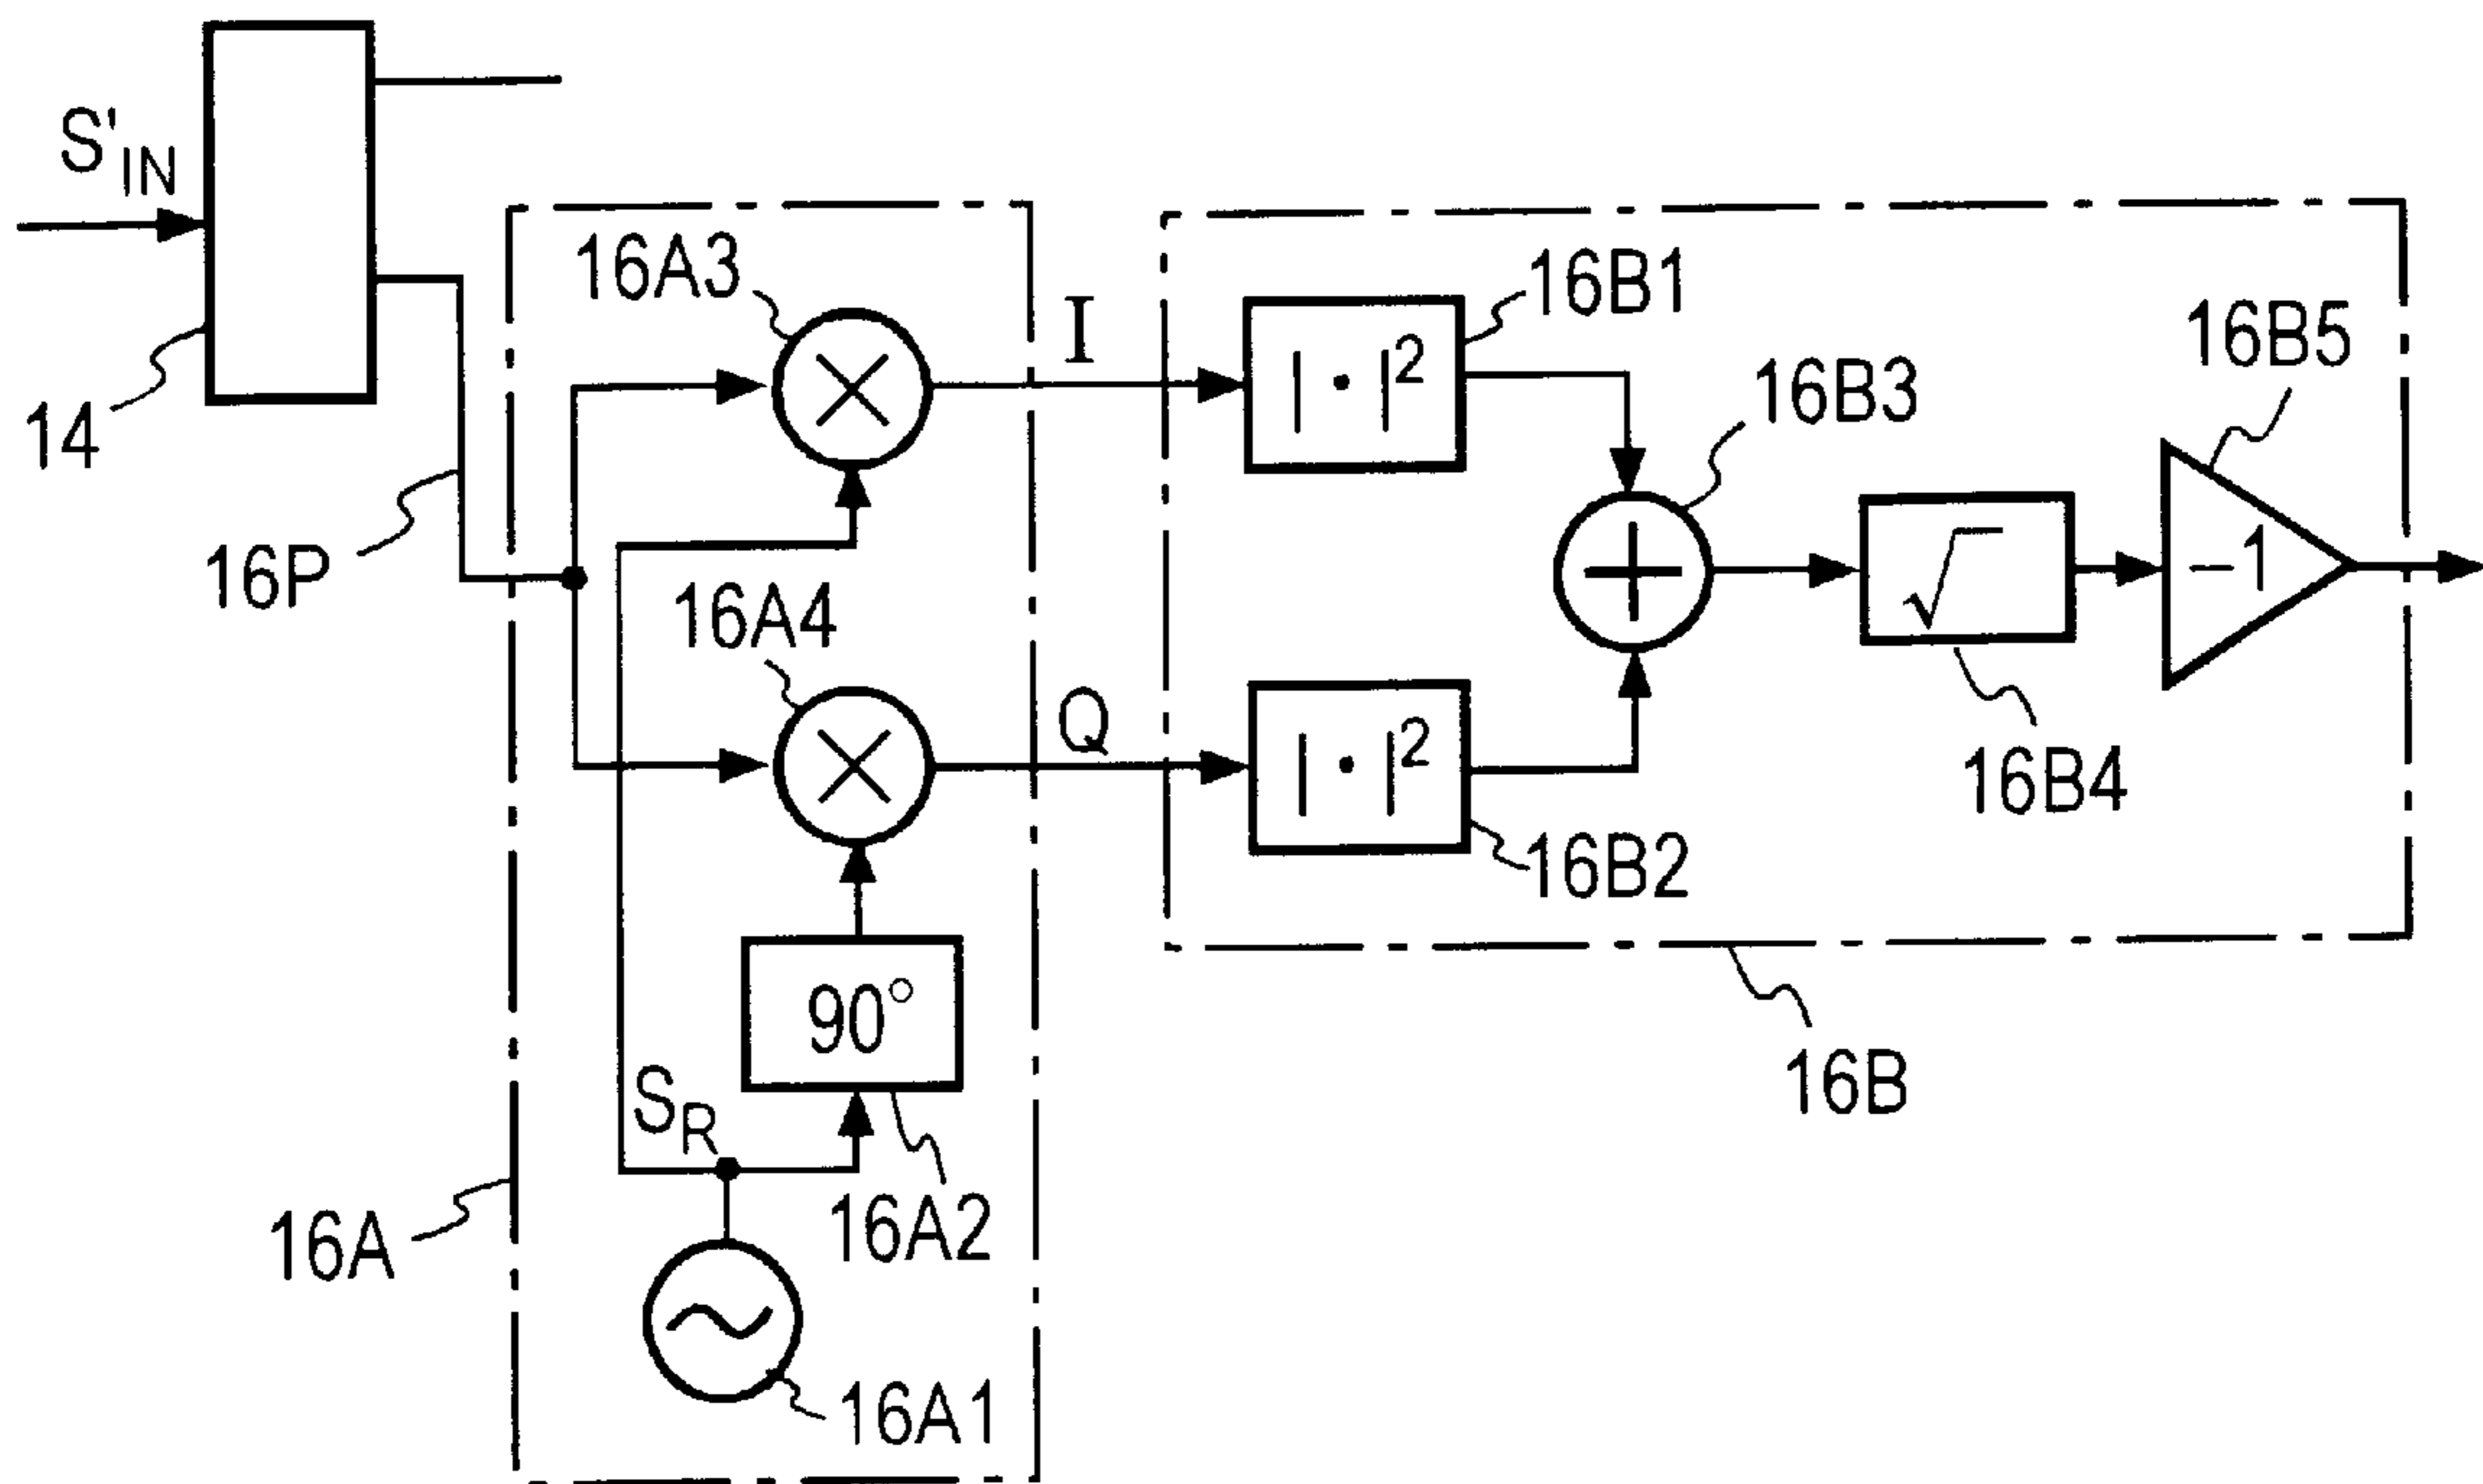 S'IN
14
16P
16A3
I
16B1
| · |²
16B3
16B5
−1
√
16B4
16A4
Q
| · |²
16B2
16B
90°
SR
16A2
16A
16A1